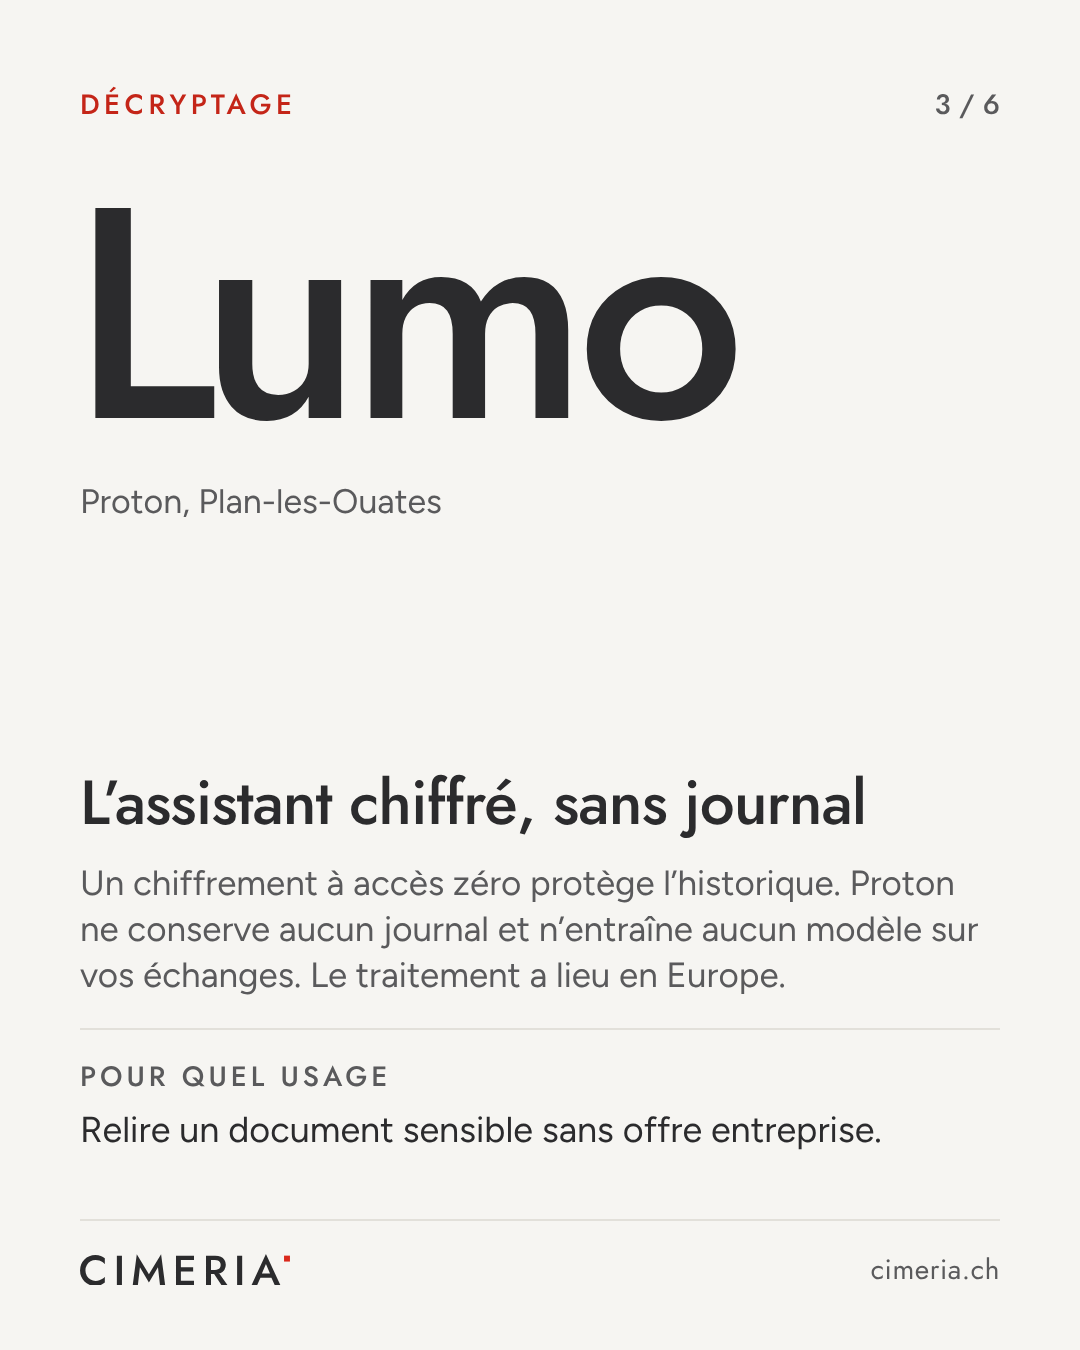 DÉCRYPTAGE
3 / 6
Lumo
Proton, Plan-les-Ouates
L’assistant chiffré, sans journal
Un chiffrement à accès zéro protège l’historique. Proton
ne conserve aucun journal et n’entraîne aucun modèle sur
vos échanges. Le traitement a lieu en Europe.
POUR QUEL USAGE
Relire un document sensible sans offre entreprise.
CIMERIA
cimeria.ch